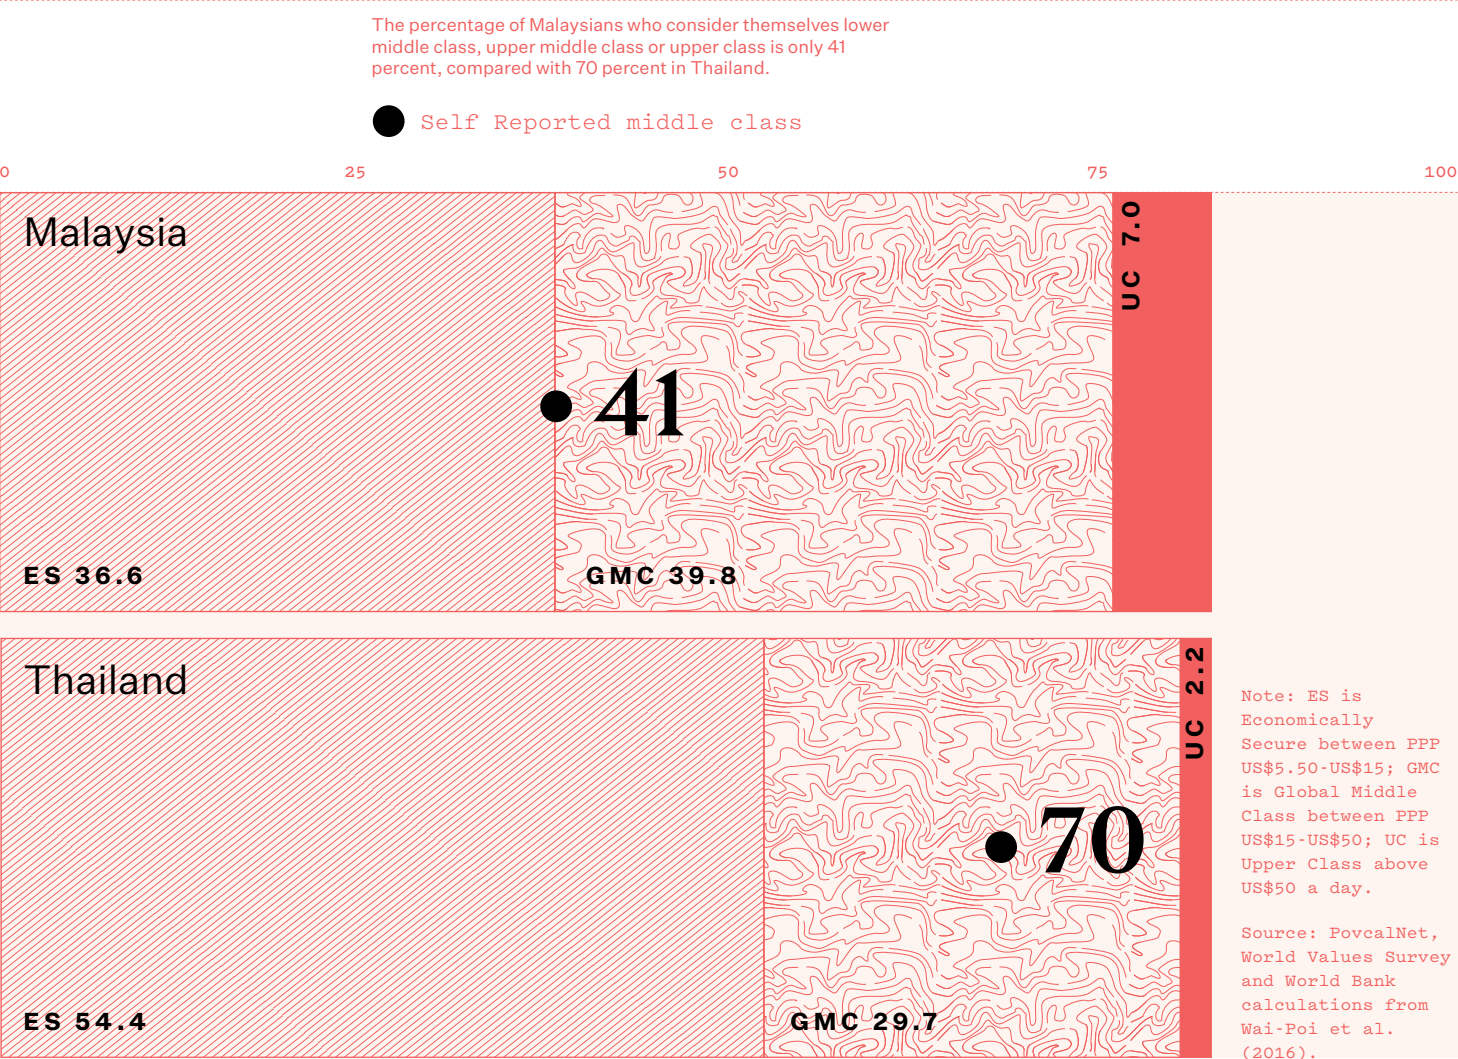 The percentage of Malaysians who consider themselves lower
middle class, upper middle class or upper class is only 41
percent, compared with 70 percent in Thailand.
Self Reported middle class
0 25 50 75 100
Malaysia
UC 7.0
41
ES 36.6
GMC 39.8
Thailand
UC 2.2
70
ES 54.4
GMC 29.7
Note: ES is
Economically
Secure between PPP
US$5.50-US$15; GMC
is Global Middle
Class between PPP
US$15-US$50; UC is
Upper Class above
US$50 a day.
Source: PovcalNet,
World Values Survey
and World Bank
calculations from
Wai-Poi et al.
(2016).